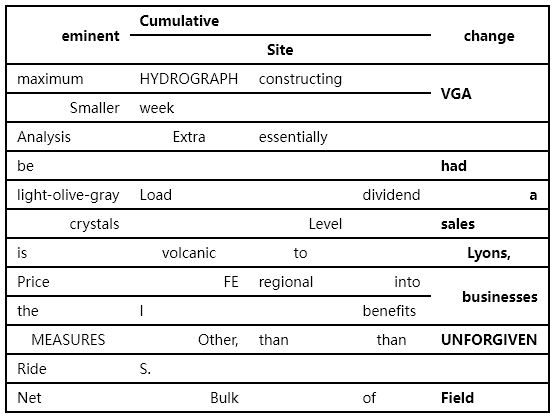 eminent Cumulative change
Site
maximum HYDROGRAPH constructing VGA
Smaller week
Analysis Extra essentially
be had
light-olive-gray Load dividend a
crystals Level sales
is volcanic to Lyons,
Price FE regional into businesses
the I benefits
MEASURES Other, than than UNFORGIVEN
Ride S.
Net Bulk of Field